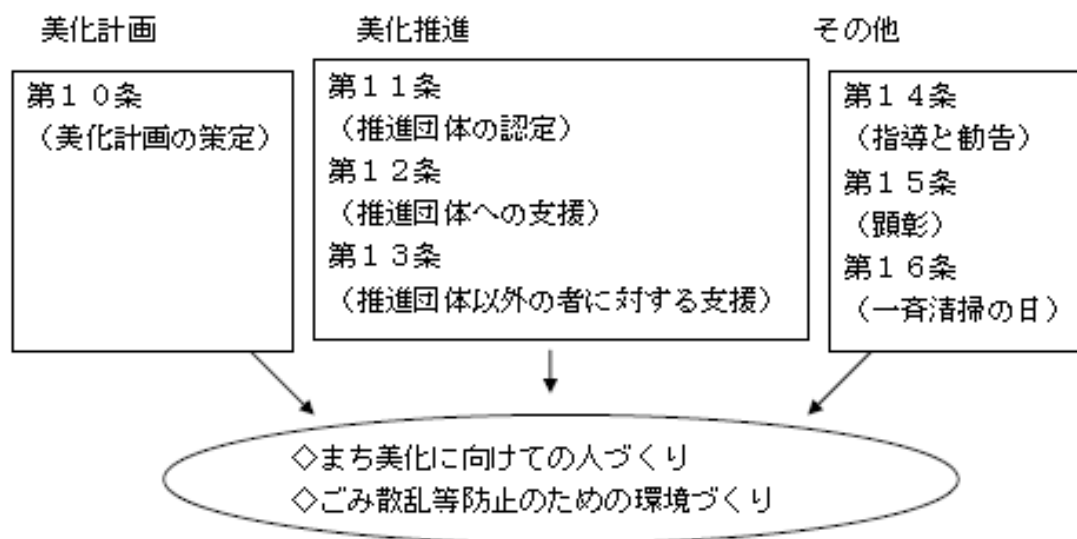 美化計画
第１０条
（美化計画の策定）
美化推進
第１１条
（推進団体の認定）
第１２条
（推進団体への支援）
第１３条
（推進団体以外の者に対する支援）
その他
第１４条
（指導と勧告）
第１５条
（顕彰）
第１６条
（一斉清掃の日）
◇まち美化に向けての人づくり
◇ごみ散乱等防止のための環境づくり